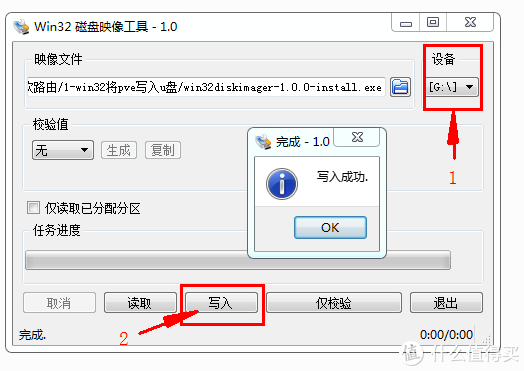 Win32 磁盘映像工具 - 1.0
映像文件
设备
欠路由/1-win32将pve写入u盘/win32diskimager-1.0.0-install.exe
[G:\]
校验值
无
生成
复制
完成 - 1.0
写入成功.
OK
1
仅读取已分配分区
任务进度
取消
读取
写入
仅校验
退出
2
完成.
0:00/0:00
值 什么值得买